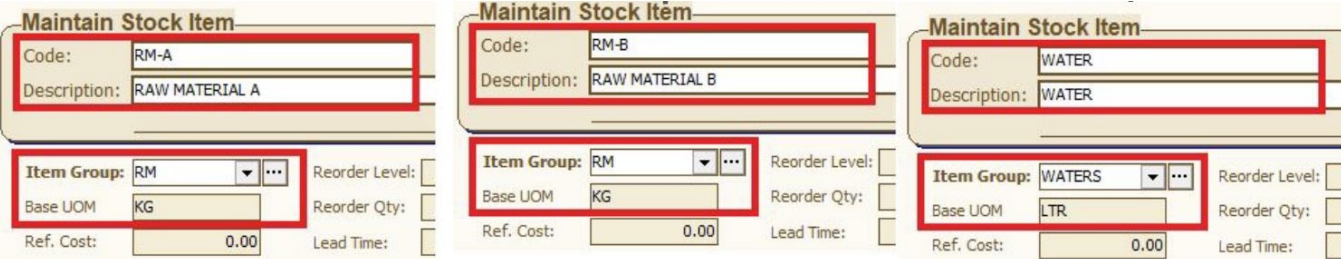 Maintain Stock Item
Code: RM-A
Description: RAW MATERIAL A
Item Group: RM ... Reorder Level:
Base UOM KG Reorder Qty:
Ref. Cost: 0.00 Lead Time:
Maintain Stock Item
Code: RM-B
Description: RAW MATERIAL B
Item Group: RM ... Reorder Level:
Base UOM KG Reorder Qty:
Ref. Cost: 0.00 Lead Time:
Maintain Stock Item
Code: WATER
Description: WATER
Item Group: WATERS ... Reorder Level:
Base UOM LTR Reorder Qty:
Ref. Cost: 0.00 Lead Time: